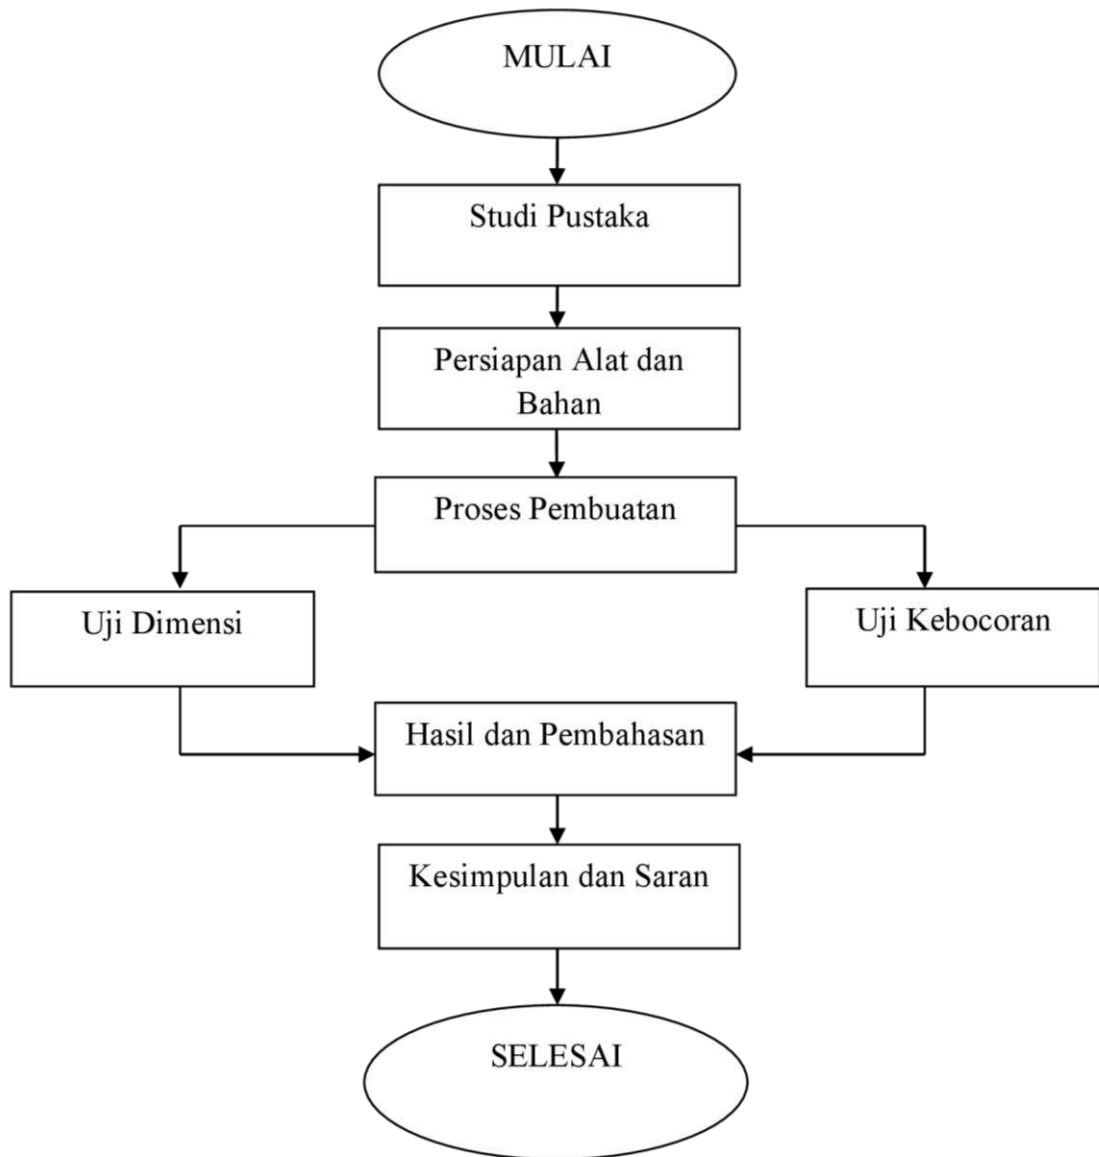 MULAI
Studi Pustaka
Persiapan Alat dan
Bahan
Proses Pembuatan
Uji Dimensi
Uji Kebocoran
Hasil dan Pembahasan
Kesimpulan dan Saran
SELESAI